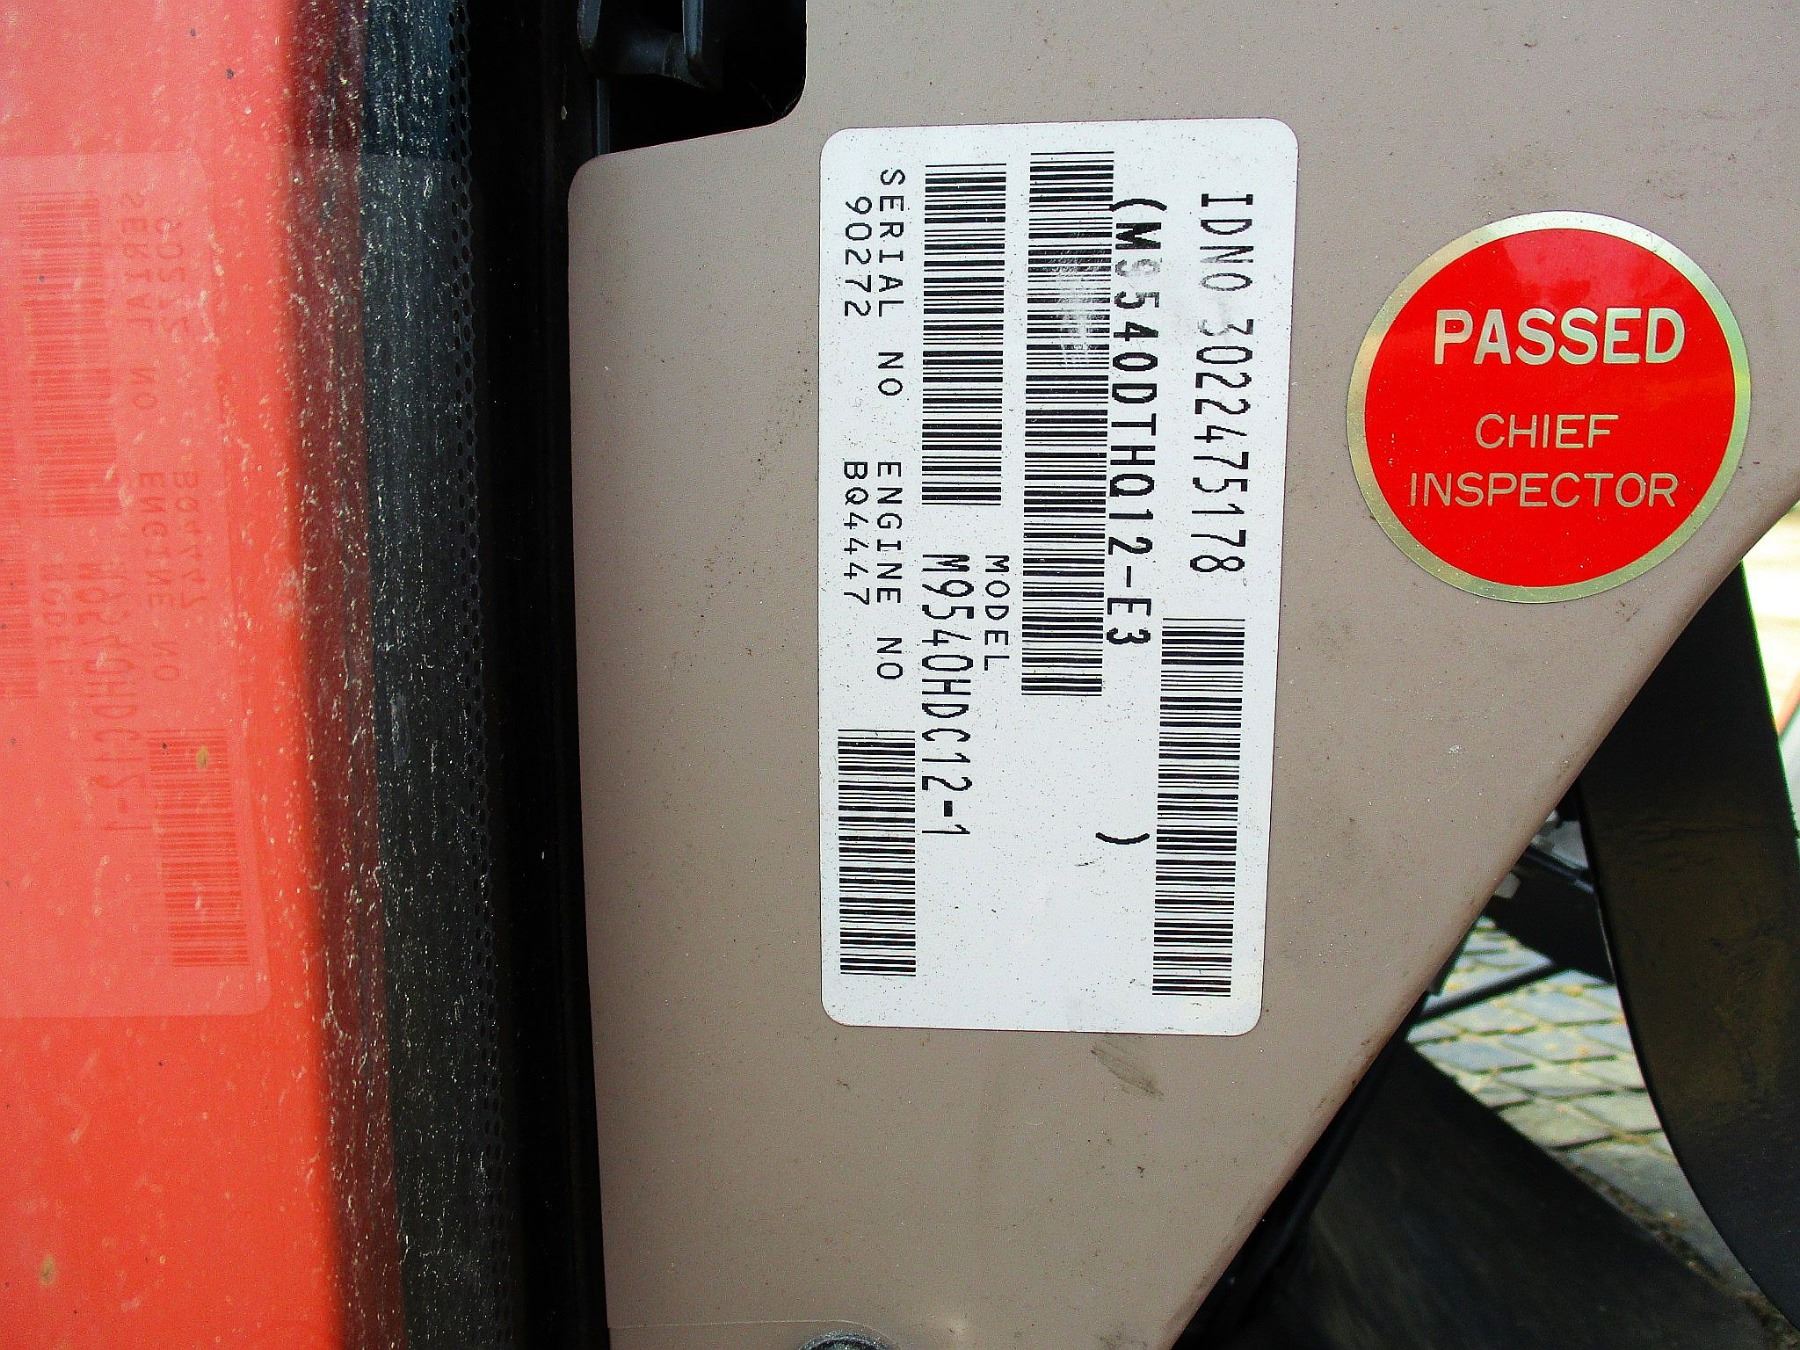 IDNO 3022475178
(M9540DTHQ12-E3 )
MODEL
M9540HDC12-1
SERIAL NO ENGINE NO
90272 BQ4447
PASSED
CHIEF
INSPECTOR